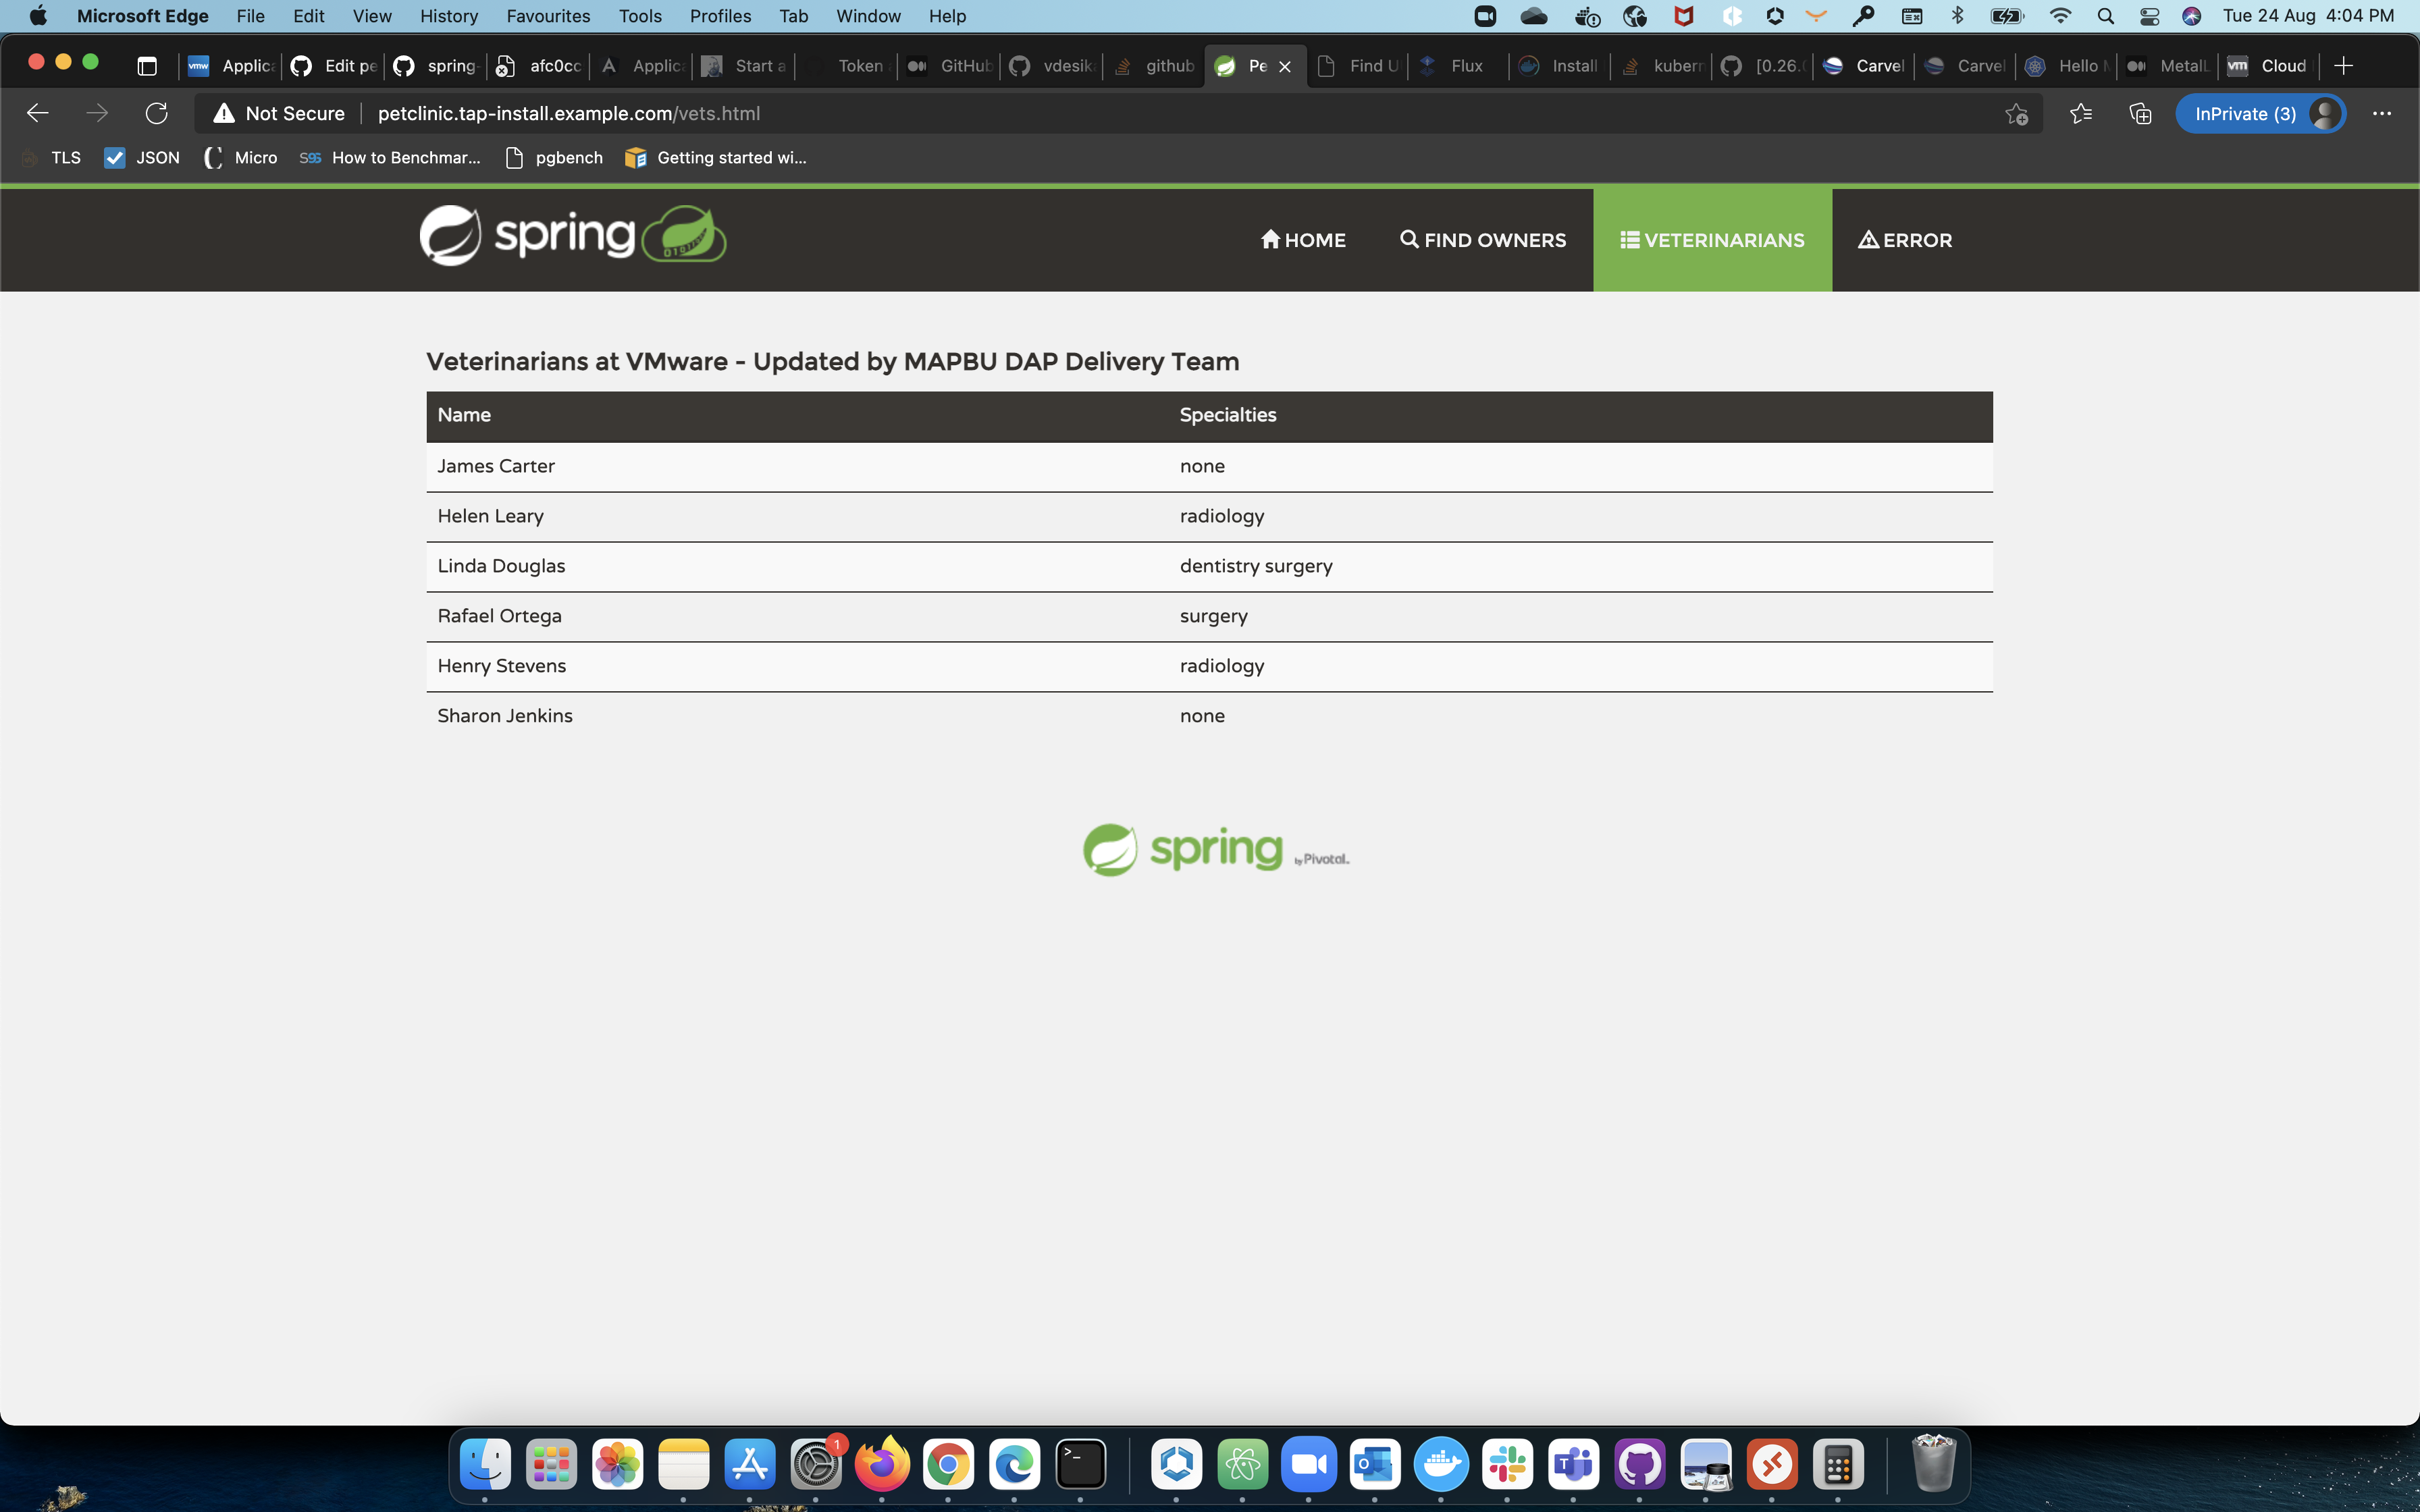 Microsoft Edge File Edit View History Favourites Tools Profiles Tab Window Help Tue 24 Aug 4:04 PM
vmw Applica Edit pe spring- afc0cc Applica Start a Token GitHub vdesik github Pe Find U Flux Install kubern [0.26. Carvel Carvel Hello MetalL vm Cloud
Not Secure petclinic.tap-install.example.com/vets.html InPrivate (3)
TLS JSON Micro S9S How to Benchmar... pgbench Getting started wi...
spring HOME FIND OWNERS VETERINARIANS ERROR
Veterinarians at VMware - Updated by MAPBU DAP Delivery Team
Name Specialties
James Carter none
Helen Leary radiology
Linda Douglas dentistry surgery
Rafael Ortega surgery
Henry Stevens radiology
Sharon Jenkins none
spring by Pivotal.
1